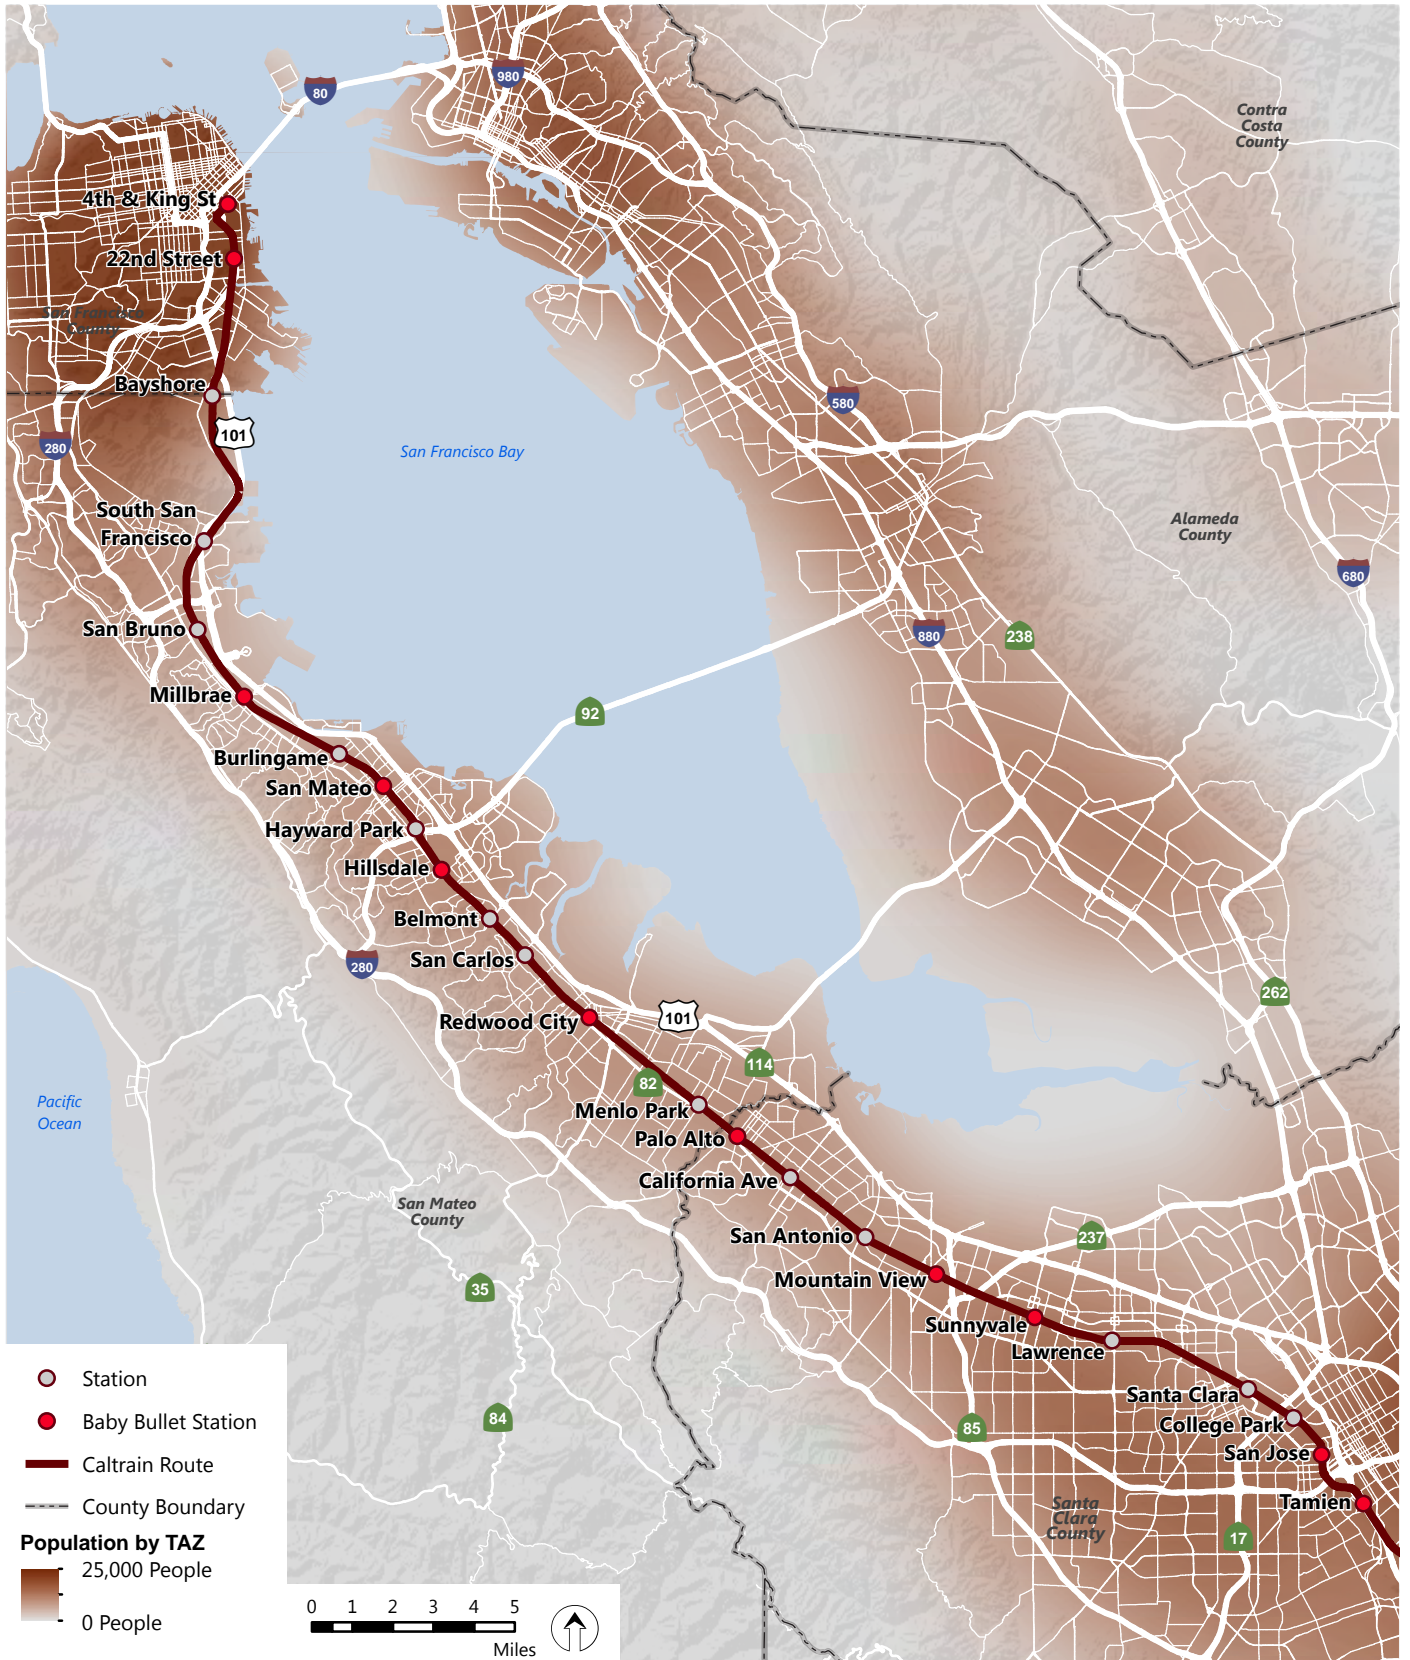 980
80
Contra
Costa
County
4th & King St
22nd Street
San Francisco
County
Bayshore
580
101
280
San Francisco Bay
South San
Francisco
Alameda
County
680
San Bruno
880
238
Millbrae
92
Burlingame
San Mateo
Hayward Park
Hillsdale
Belmont
San Carlos
280
262
Redwood City
101
114
82
Pacific
Ocean
Menlo Park
Palo Alto
California Ave
San Mateo
County
San Antonio
237
Mountain View
35
Sunnyvale
Lawrence
Santa Clara
College Park
84
85
San Jose
Tamien
Santa
Clara
County
17
Station
Baby Bullet Station
Caltrain Route
County Boundary
Population by TAZ
25,000 People
0 People
0 1 2 3 4 5
Miles